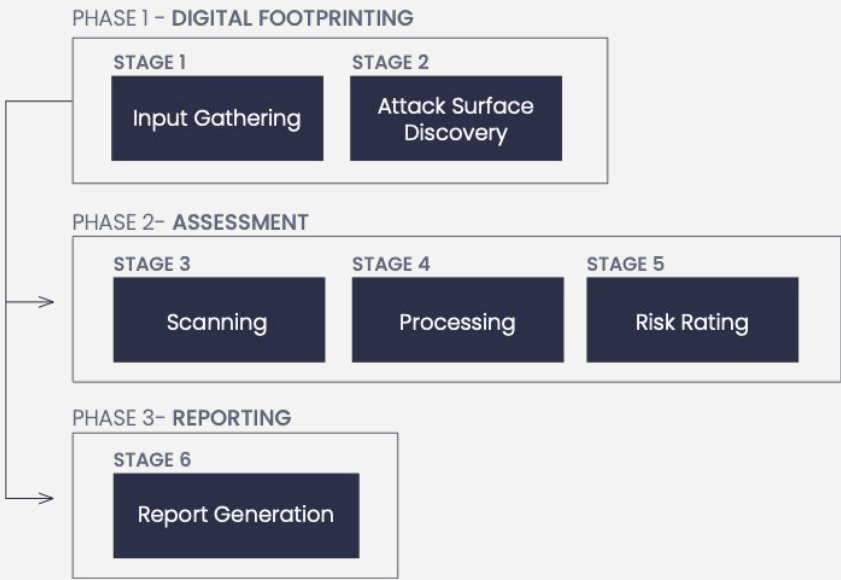 PHASE 1 - DIGITAL FOOTPRINTING
STAGE 1
STAGE 2
Input Gathering
Attack Surface
Discovery
PHASE 2- ASSESSMENT
STAGE 3
STAGE 4
STAGE 5
Scanning
Processing
Risk Rating
PHASE 3- REPORTING
STAGE 6
Report Generation